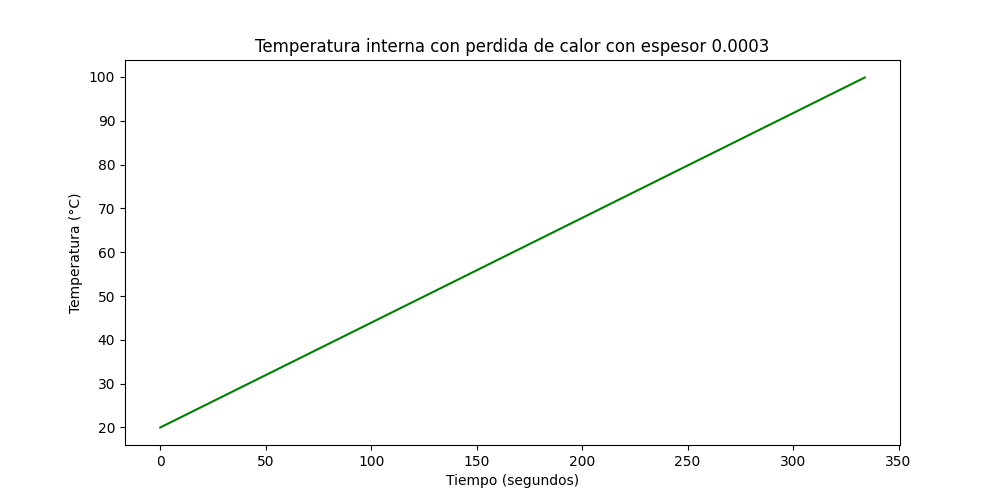 Temperatura interna con perdida de calor con espesor 0.0003
Temperatura (°C)
100
90
80
70
60
50
40
30
20
0 50 100 150 200 250 300 350
Tiempo (segundos)